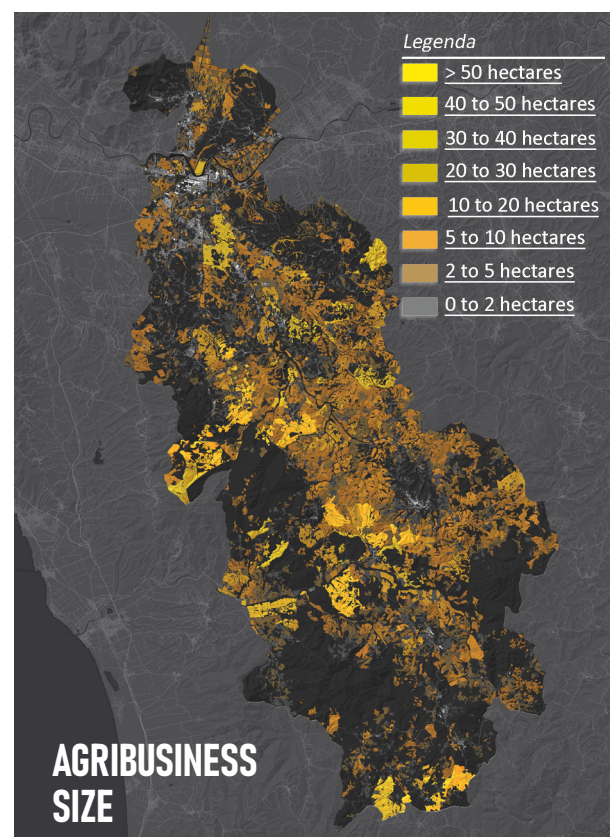 Legenda
> 50 hectares
40 to 50 hectares
30 to 40 hectares
20 to 30 hectares
10 to 20 hectares
5 to 10 hectares
2 to 5 hectares
0 to 2 hectares
AGRIBUSINESS
SIZE